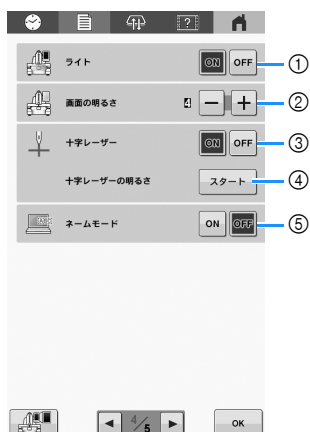 ?
ライト ON OFF ①
画面の明るさ 4 − + ②
十字レーザー ON OFF ③
十字レーザーの明るさ スタート ④
ネームモード ON OFF ⑤
4/5 OK